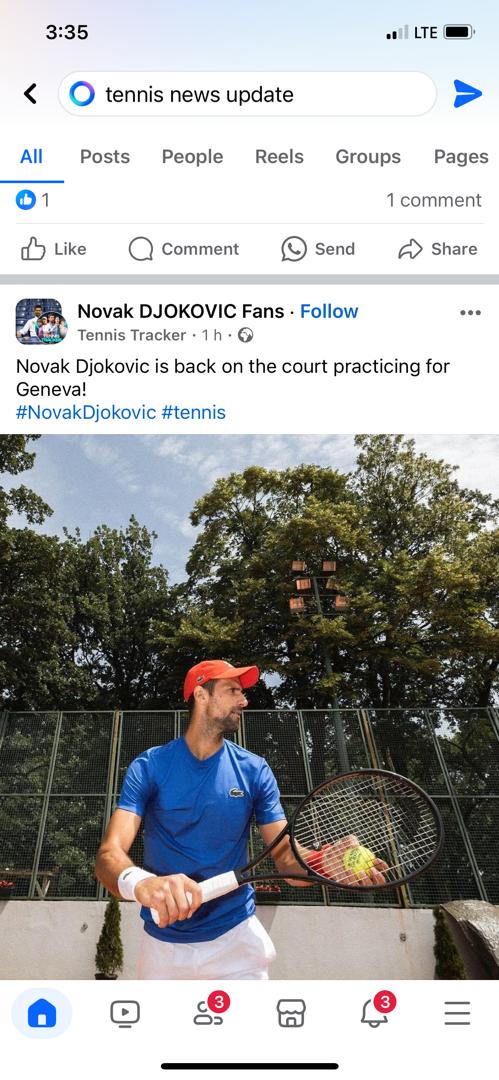 3:35
LTE
tennis news update
All Posts People Reels Groups Pages
1 1 comment
Like Comment Send Share
Novak DJOKOVIC Fans · Follow
Tennis Tracker · 1 h ·
Novak Djokovic is back on the court practicing for
Geneva!
#NovakDjokovic #tennis
3 3